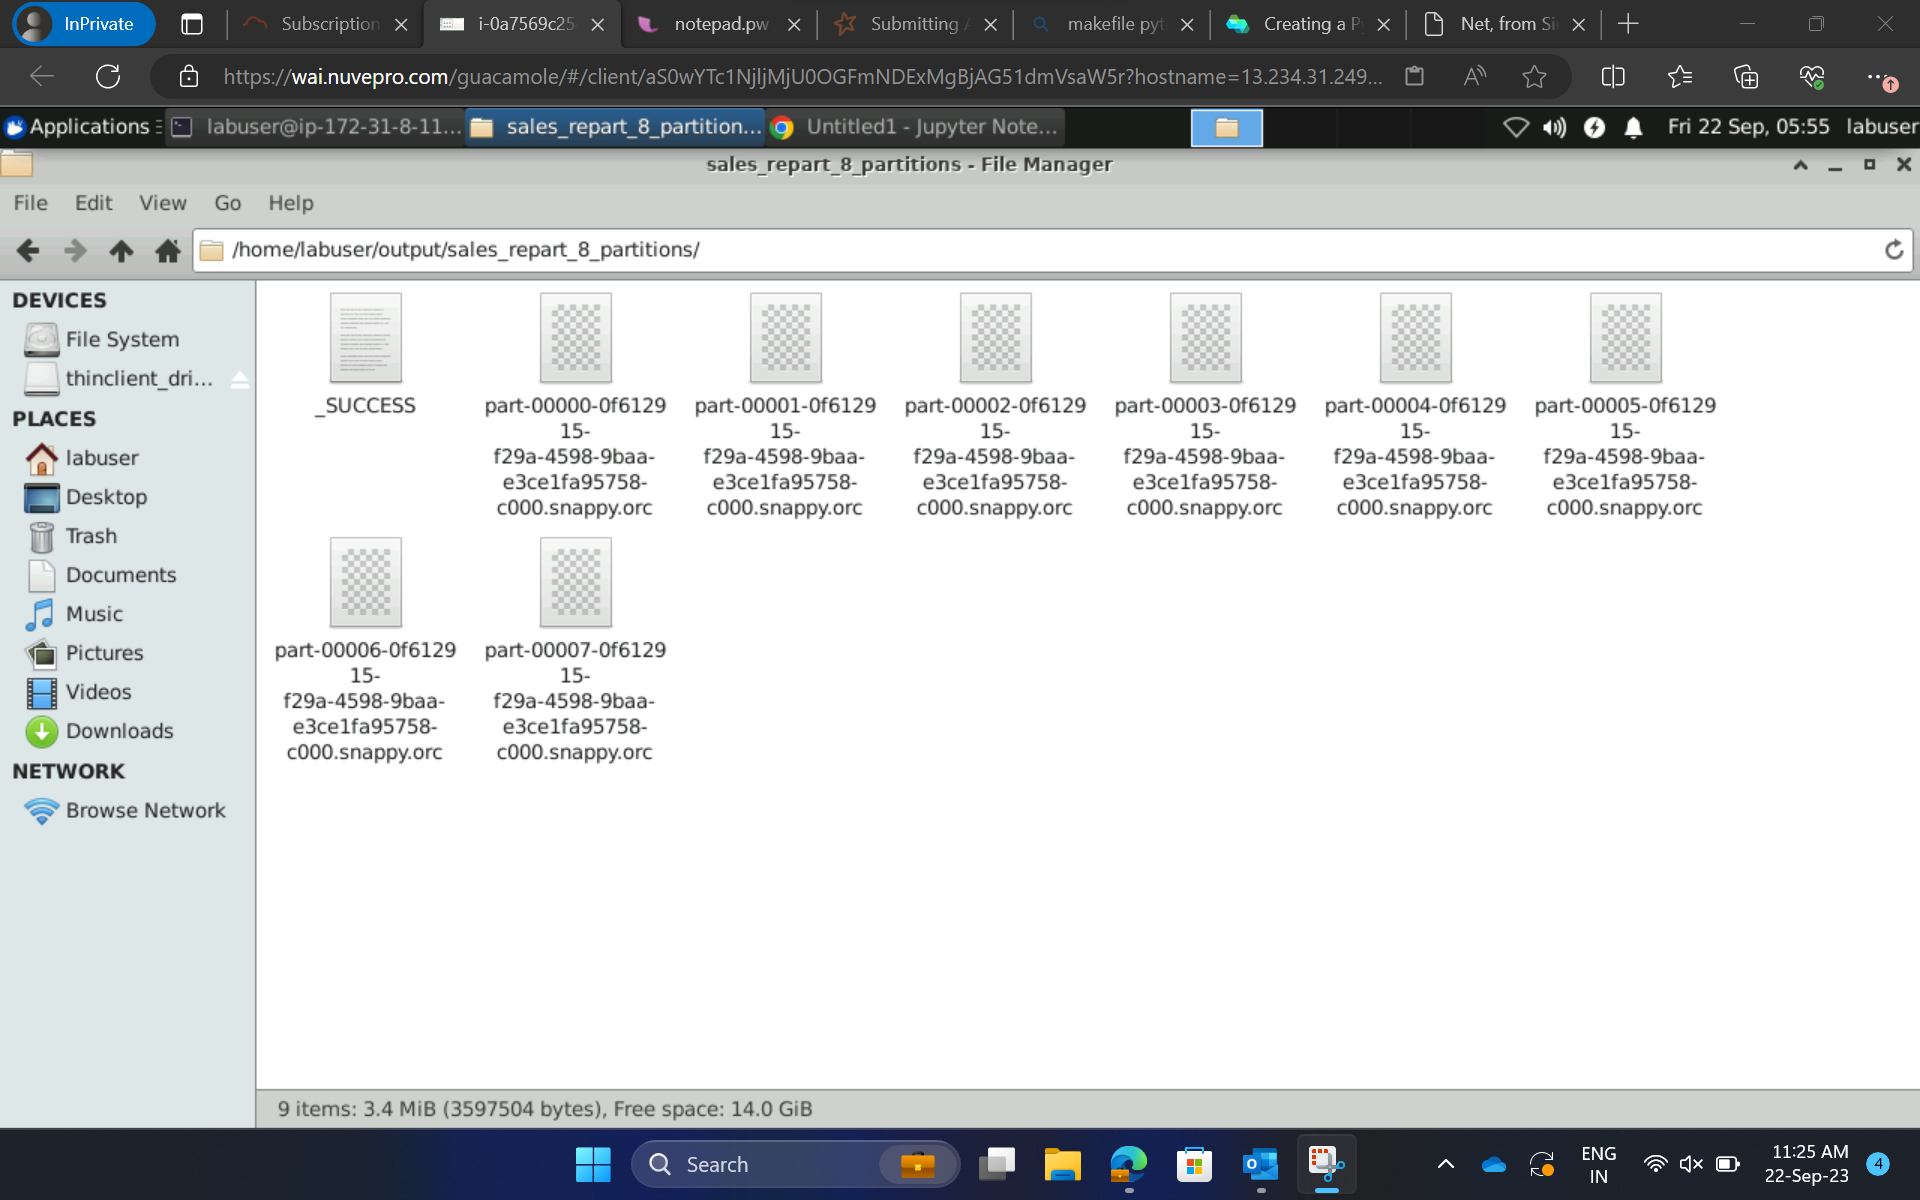 InPrivate
Subscription
i-0a7569c25
notepad.pw
Submitting A
makefile pyt
Creating a P
Net, from Si
https://wai.nuvepro.com/guacamole/#/client/aS0wYTc1NjljMjU0OGFmNDExMgBjAG51dmVsaW5r?hostname=13.234.31.249...
Applications
labuser@ip-172-31-8-11...
sales_repart_8_partition...
Untitled1 - Jupyter Note...
Fri 22 Sep, 05:55 labuser
sales_repart_8_partitions - File Manager
File Edit View Go Help
/home/labuser/output/sales_repart_8_partitions/
DEVICES
File System
thinclient_dri...
PLACES
labuser
Desktop
Trash
Documents
Music
Pictures
Videos
Downloads
NETWORK
Browse Network
_SUCCESS
part-00000-0f6129
15-
f29a-4598-9baa-
e3ce1fa95758-
c000.snappy.orc
part-00001-0f6129
15-
f29a-4598-9baa-
e3ce1fa95758-
c000.snappy.orc
part-00002-0f6129
15-
f29a-4598-9baa-
e3ce1fa95758-
c000.snappy.orc
part-00003-0f6129
15-
f29a-4598-9baa-
e3ce1fa95758-
c000.snappy.orc
part-00004-0f6129
15-
f29a-4598-9baa-
e3ce1fa95758-
c000.snappy.orc
part-00005-0f6129
15-
f29a-4598-9baa-
e3ce1fa95758-
c000.snappy.orc
part-00006-0f6129
15-
f29a-4598-9baa-
e3ce1fa95758-
c000.snappy.orc
part-00007-0f6129
15-
f29a-4598-9baa-
e3ce1fa95758-
c000.snappy.orc
9 items: 3.4 MiB (3597504 bytes), Free space: 14.0 GiB
Search
ENG
IN
11:25 AM
22-Sep-23
4